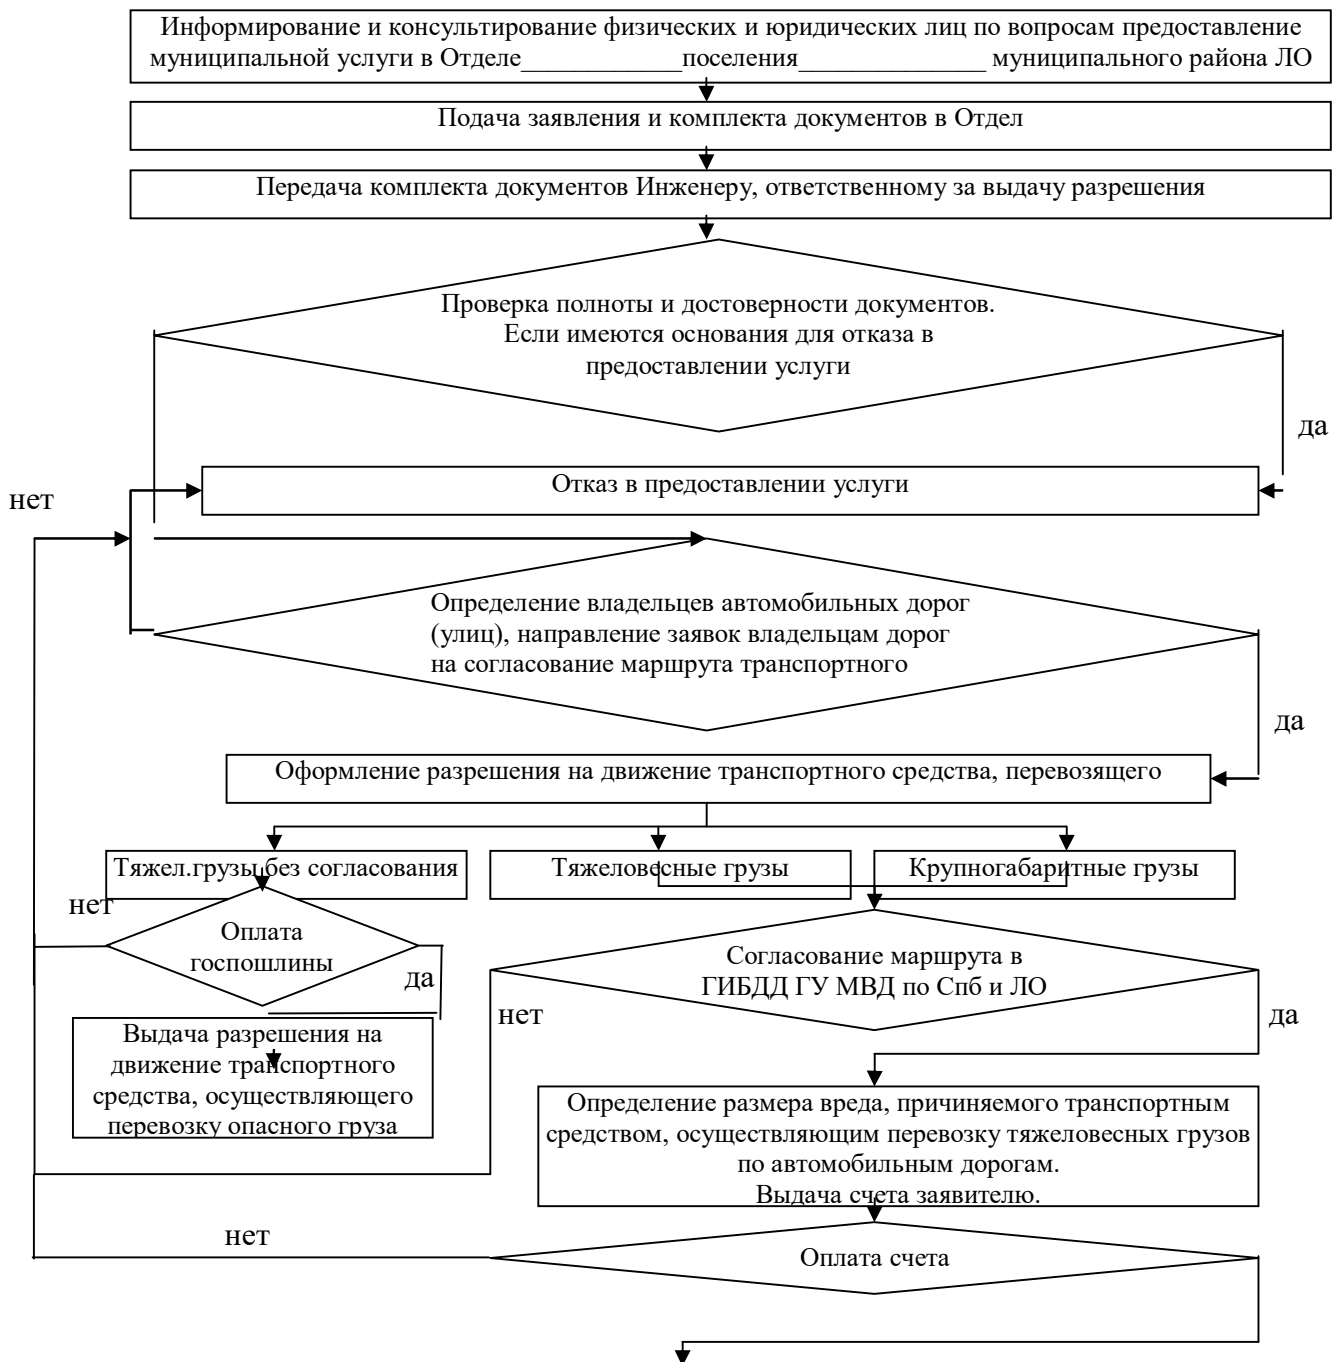 Информирование и консультирование физических и юридических лиц по вопросам предоставление
муниципальной услуги в Отделе____________поселения______________ муниципального района ЛО
Подача заявления и комплекта документов в Отдел
Передача комплекта документов Инженеру, ответственному за выдачу разрешения
Проверка полноты и достоверности документов.
Если имеются основания для отказа в
предоставлении услуги
да
Отказ в предоставлении услуги
нет
Определение владельцев автомобильных дорог
(улиц), направление заявок владельцам дорог
на согласование маршрута транспортного
да
Оформление разрешения на движение транспортного средства, перевозящего
Тяжел.грузы без согласования
Тяжеловесные грузы
Крупногабаритные грузы
нет
Оплата
госпошлины
да
Согласование маршрута в
ГИБДД ГУ МВД по Спб и ЛО
нет
да
Выдача разрешения на
движение транспортного
средства, осуществляющего
перевозку опасного груза
Определение размера вреда, причиняемого транспортным
средством, осуществляющим перевозку тяжеловесных грузов
по автомобильным дорогам.
Выдача счета заявителю.
нет
Оплата счета